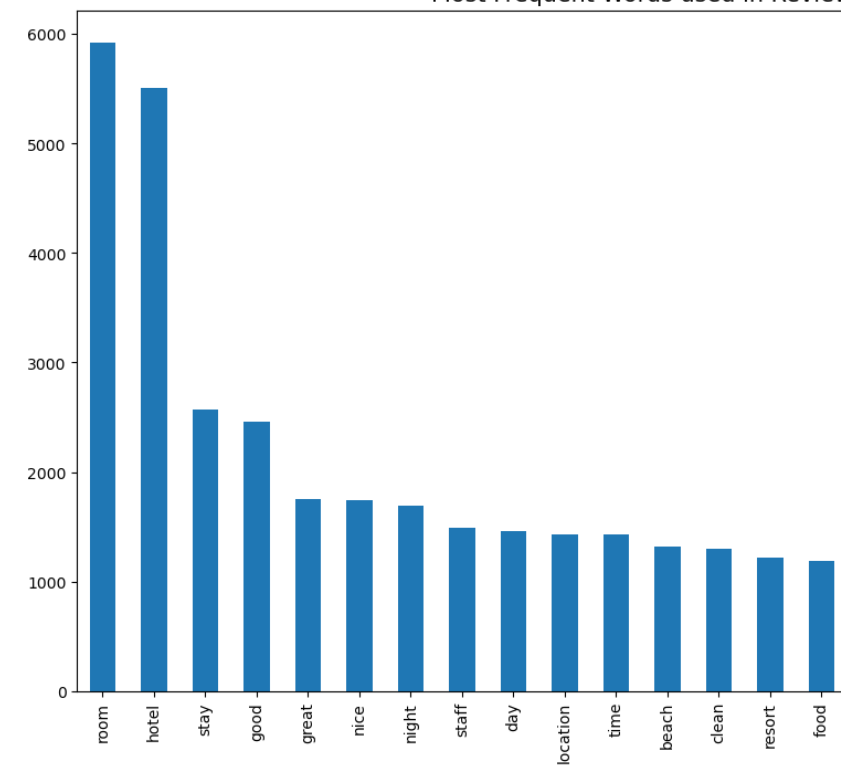 Most Frequent Words used in
6000
5000
4000
3000
2000
1000
0
room
hotel
stay
good
great
nice
night
staff
day
location
time
beach
clean
resort
food